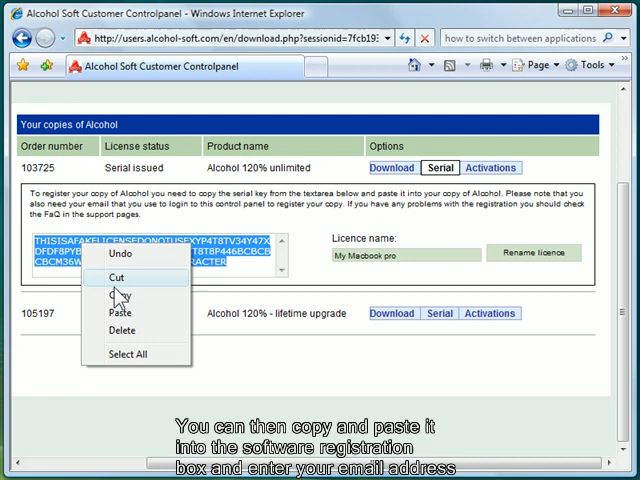 Alcohol Soft Customer Controlpanel - Windows Internet Explorer
http://users.alcohol-soft.com/en/download.php?sessionid=7fcb193
how to switch between applications
Alcohol Soft Customer Controlpanel
Page
Tools
Your copies of Alcohol
Order number License status Product name Options
103725 Serial issued Alcohol 120% unlimited Download Serial Activations
To register your copy of Alcohol you need to copy the serial key from the textarea below and paste it into your copy of Alcohol. Please note that you
also need your email that you use to login to this control panel to register your copy. If you have any problems with the registration you should check
the FaQ in the support pages.
THISISAFAKELICENSEDONOTUSEXYP4T8TV34Y47X
Licence name:
My Macbook pro
Rename licence
Undo
Cut
Copy
Paste
Delete
Select All
105197 Alcohol 120% - lifetime upgrade Download Serial Activations
You can then copy and paste it
into the software registration
box and enter your email address